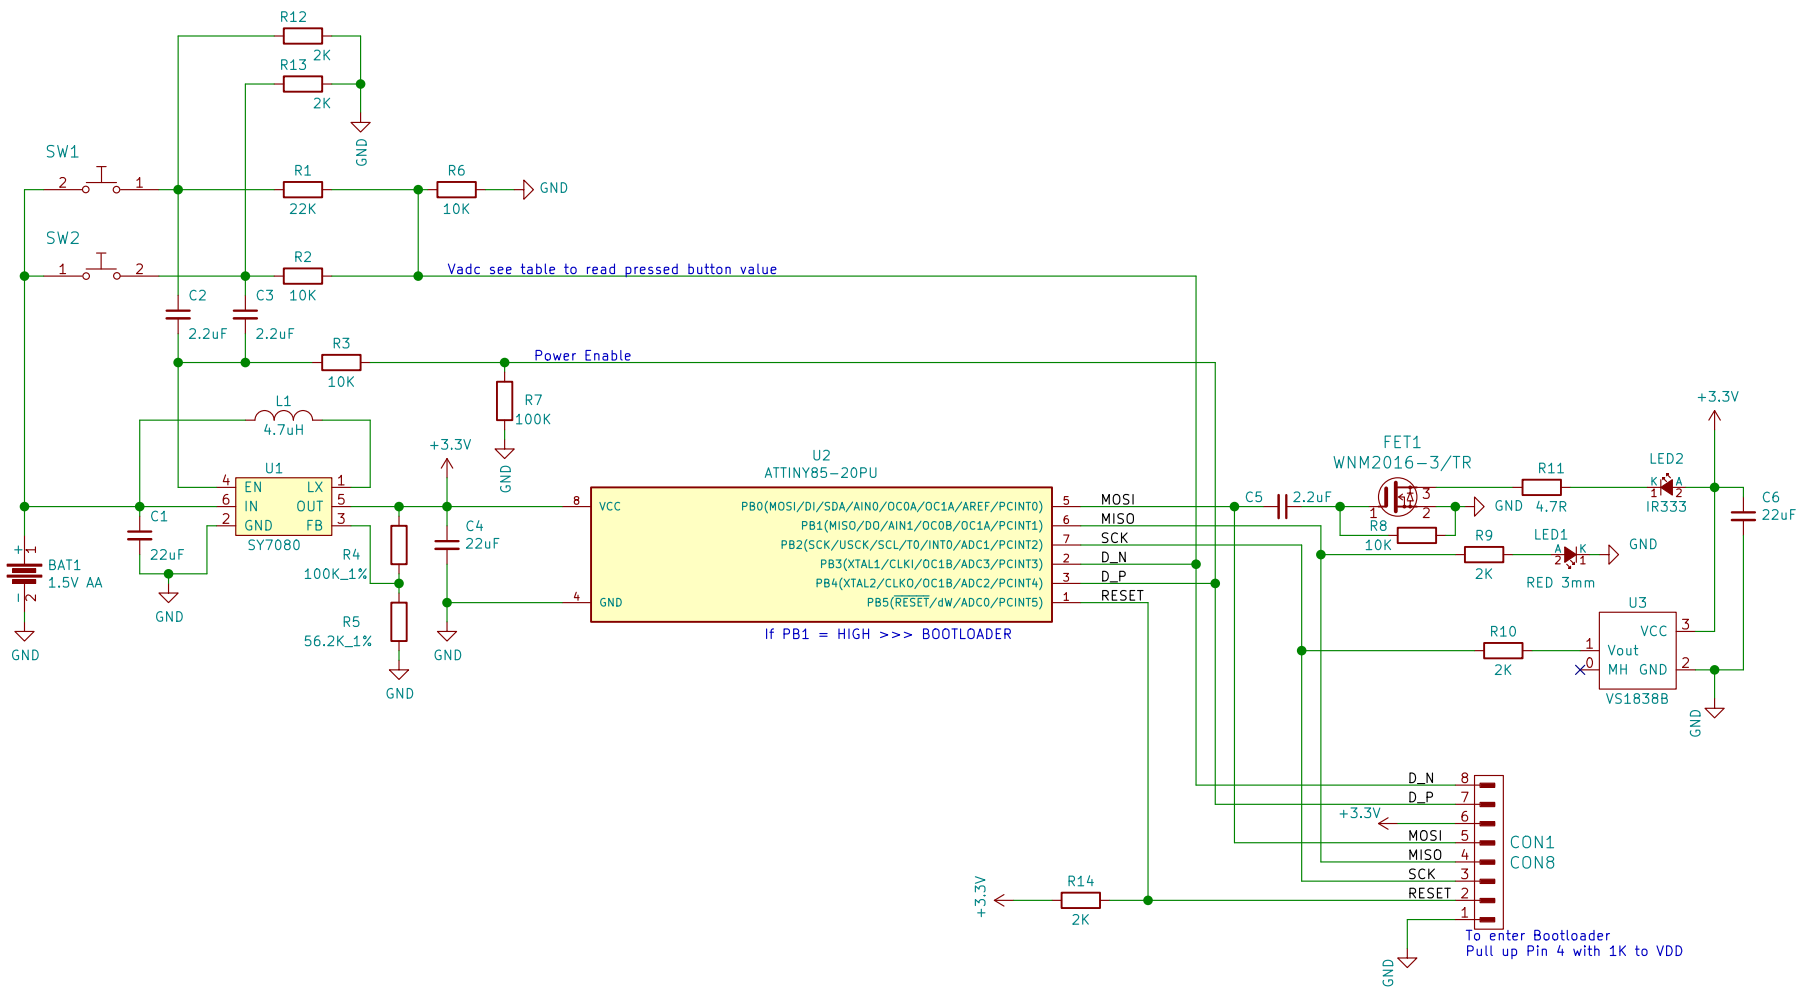 R12
2K
R13
2K
GND
SW1
2 1
R1
22K
R6
10K
GND
SW2
1 2
R2
10K
Vadc see table to read pressed button value
C2
2.2uF
C3
2.2uF
R3
10K
Power Enable
R7
100K
GND
L1
4.7uH
+3.3V
U1
4 EN LX 1
6 IN OUT 5
2 GND FB 3
SY7080
C1
22uF
GND
BAT1
1.5V AA
+ 1
- 2
GND
R4
100K_1%
R5
56.2K_1%
GND
C4
22uF
GND
U2
ATTINY85-20PU
8 VCC
4 GND
PB0(MOSI/DI/SDA/AIN0/OC0A/OC1A/AREF/PCINT0) 5 MOSI
PB1(MISO/DO/AIN1/OC0B/OC1A/PCINT1) 6 MISO
PB2(SCK/USCK/SCL/T0/INT0/ADC1/PCINT2) 7 SCK
PB3(XTAL1/CLKI/OC1B/ADC3/PCINT3) 2 D_N
PB4(XTAL2/CLKO/OC1B/ADC2/PCINT4) 3 D_P
PB5(RESET/dW/ADC0/PCINT5) 1 RESET
If PB1 = HIGH >>> BOOTLOADER
C5 2.2uF
FET1
WNM2016-3/TR
1 3 2
GND
R8
10K
R11
4.7R
LED2
K A
1 2
IR333
+3.3V
C6
22uF
R9
2K
LED1
A K
2 1
RED 3mm
GND
U3
VCC 3
1 Vout
0 MH GND 2
VS1838B
R10
2K
GND
D_N 8
D_P 7
+3.3V 6
MOSI 5
MISO 4
SCK 3
RESET 2
1
CON1
CON8
GND
+3.3V
R14
2K
To enter Bootloader
Pull up Pin 4 with 1K to VDD